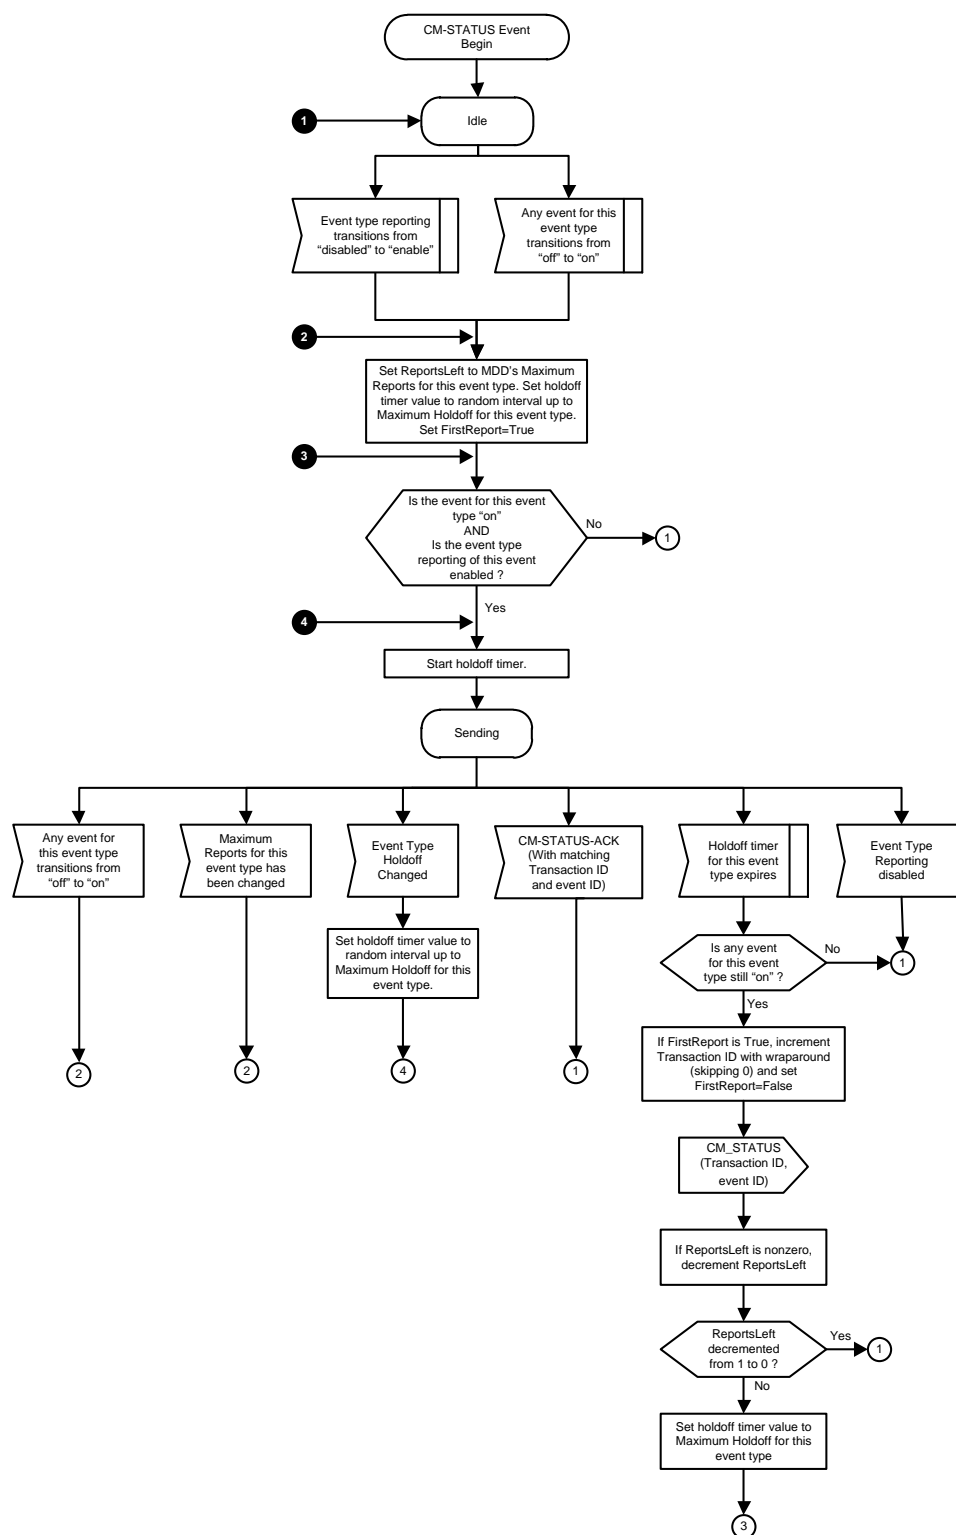 CM-STATUS Event
Begin
1
Idle
Event type reporting
transitions from
“disabled” to “enable”
Any event for this
event type
transitions from
“off” to “on”
2
Set ReportsLeft to MDD’s Maximum
Reports for this event type. Set holdoff
timer value to random interval up to
Maximum Holdoff for this event type.
Set FirstReport=True
3
Is the event for this event
type “on”
AND
Is the event type
reporting of this event
enabled ?
No
1
Yes
4
Start holdoff timer.
Sending
Any event for
this event type
transitions from
“off” to “on”
Maximum
Reports for this
event type has
been changed
Event Type
Holdoff
Changed
CM-STATUS-ACK
(With matching
Transaction ID
and event ID)
Holdoff timer
for this event
type expires
Event Type
Reporting
disabled
Set holdoff timer value to
random interval up to
Maximum Holdoff for this
event type.
Is any event
for this event
type still “on” ?
No
1
Yes
2
2
4
1
If FirstReport is True, increment
Transaction ID with wraparound
(skipping 0) and set
FirstReport=False
CM_STATUS
(Transaction ID,
event ID)
If ReportsLeft is nonzero,
decrement ReportsLeft
ReportsLeft
decremented
from 1 to 0 ?
Yes
1
No
Set holdoff timer value to
Maximum Holdoff for this
event type
3